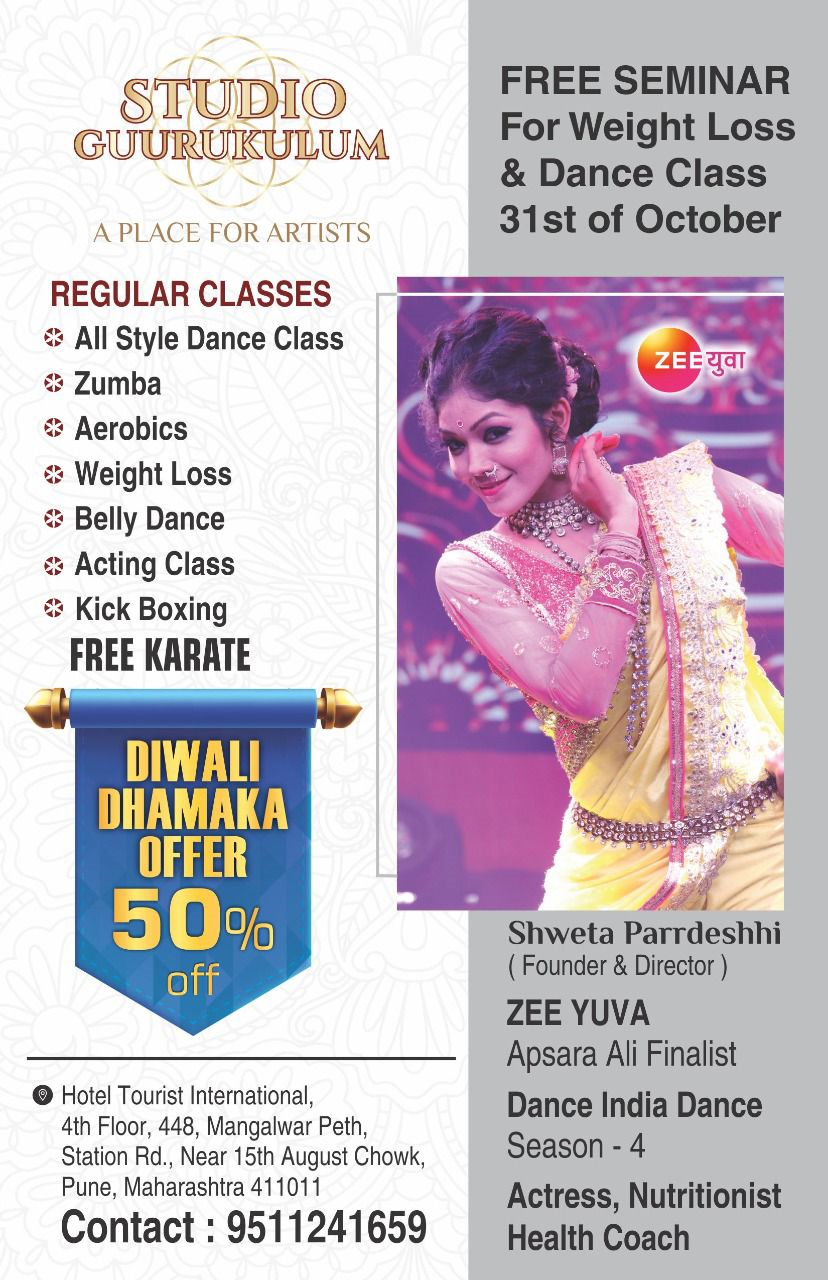 STUDIO
GUURUKULUM
A PLACE FOR ARTISTS
REGULAR CLASSES
All Style Dance Class
Zumba
Aerobics
Weight Loss
Belly Dance
Acting Class
Kick Boxing
FREE KARATE
DIWALI
DHAMAKA
OFFER
50%
off
Hotel Tourist International,
4th Floor, 448, Mangalwar Peth,
Station Rd., Near 15th August Chowk,
Pune, Maharashtra 411011
Contact : 9511241659
FREE SEMINAR
For Weight Loss
& Dance Class
31st of October
ZEE युवा
Shweta Parrdeshhi
( Founder & Director )
ZEE YUVA
Apsara Ali Finalist
Dance India Dance
Season - 4
Actress, Nutritionist
Health Coach